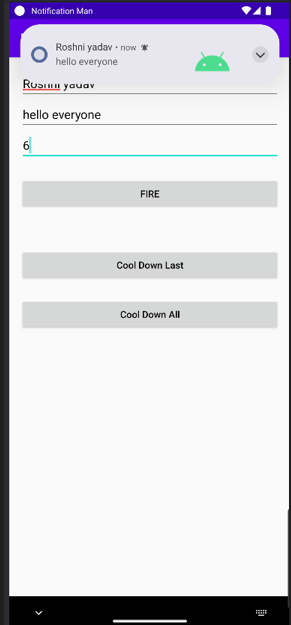 Notification Man
Roshni yadav • now
hello everyone
Roshni yadav
hello everyone
6
FIRE
Cool Down Last
Cool Down All